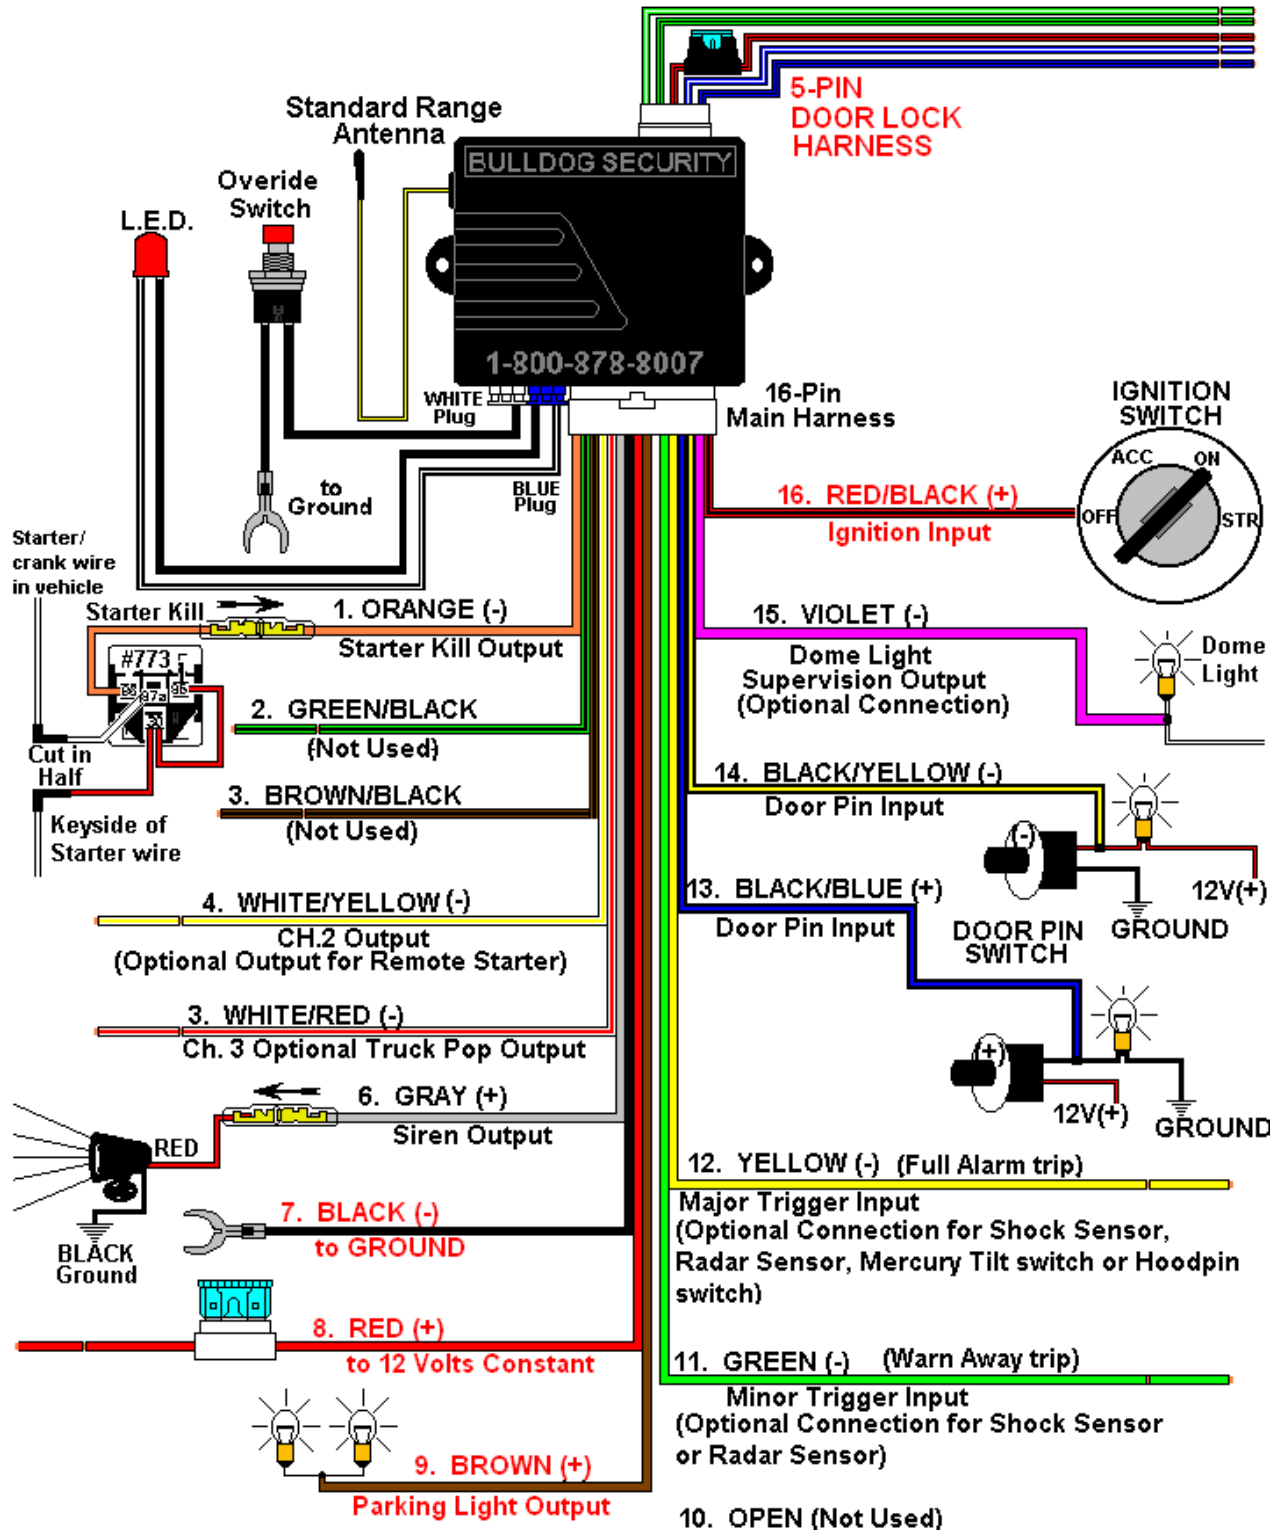 5-PIN
DOOR LOCK
HARNESS
Standard Range
Antenna
BULLDOG SECURITY
Overide
Switch
L.E.D.
1-800-878-8007
WHITE
Plug
16-Pin
Main Harness
IGNITION
SWITCH
ACC
ON
OFF
STR
to
Ground
BLUE
Plug
16. RED/BLACK (+)
Ignition Input
Starter/
crank wire
in vehicle
Starter Kill
1. ORANGE (-)
Starter Kill Output
15. VIOLET (-)
Dome Light
Supervision Output
(Optional Connection)
Dome
Light
#773
86
87a
95
30
2. GREEN/BLACK
(Not Used)
Cut in
Half
14. BLACK/YELLOW (-)
Door Pin Input
3. BROWN/BLACK
(Not Used)
Keyside of
Starter wire
(-)
12V(+)
GROUND
13. BLACK/BLUE (+)
Door Pin Input
DOOR PIN
SWITCH
4. WHITE/YELLOW (-)
CH.2 Output
(Optional Output for Remote Starter)
3. WHITE/RED (-)
Ch. 3 Optional Truck Pop Output
(+)
12V(+)
GROUND
6. GRAY (+)
Siren Output
RED
BLACK
Ground
12. YELLOW (-) (Full Alarm trip)
Major Trigger Input
(Optional Connection for Shock Sensor,
Radar Sensor, Mercury Tilt switch or Hoodpin
switch)
7. BLACK (-)
to GROUND
8. RED (+)
to 12 Volts Constant
11. GREEN (-) (Warn Away trip)
Minor Trigger Input
(Optional Connection for Shock Sensor
or Radar Sensor)
9. BROWN (+)
Parking Light Output
10. OPEN (Not Used)